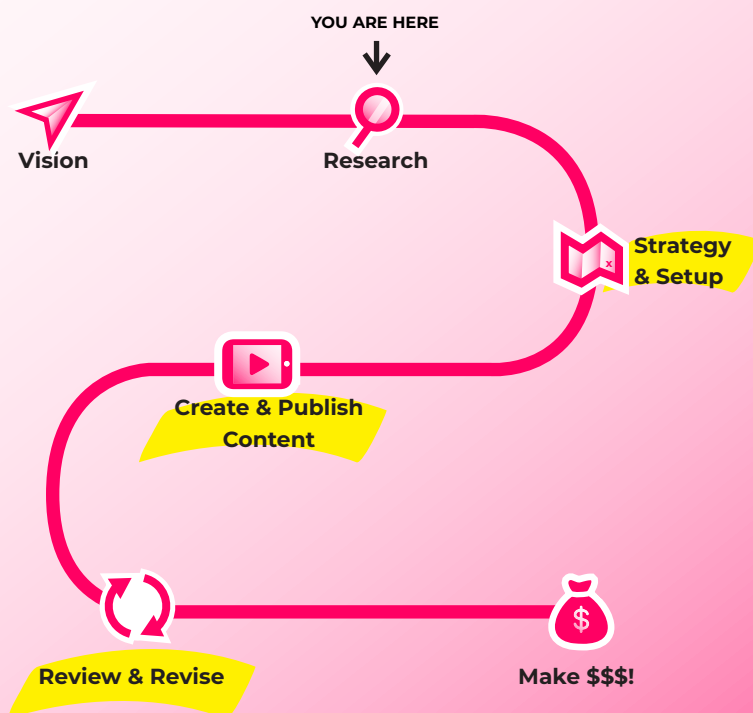 YOU ARE HERE
Vision
Research
Strategy
& Setup
x
Create & Publish
Content
$
Review & Revise
Make $$$!